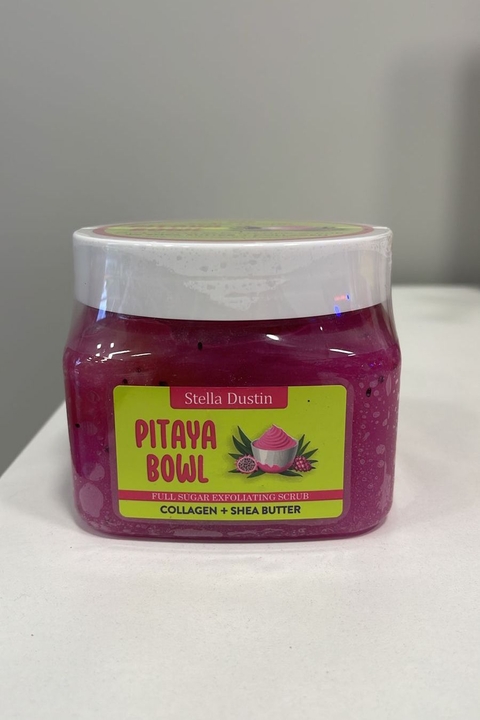 Stella Dustin
PITAYA
BOWL
FULL SUGAR EXFOLIATING SCRUB
COLLAGEN + SHEA BUTTER